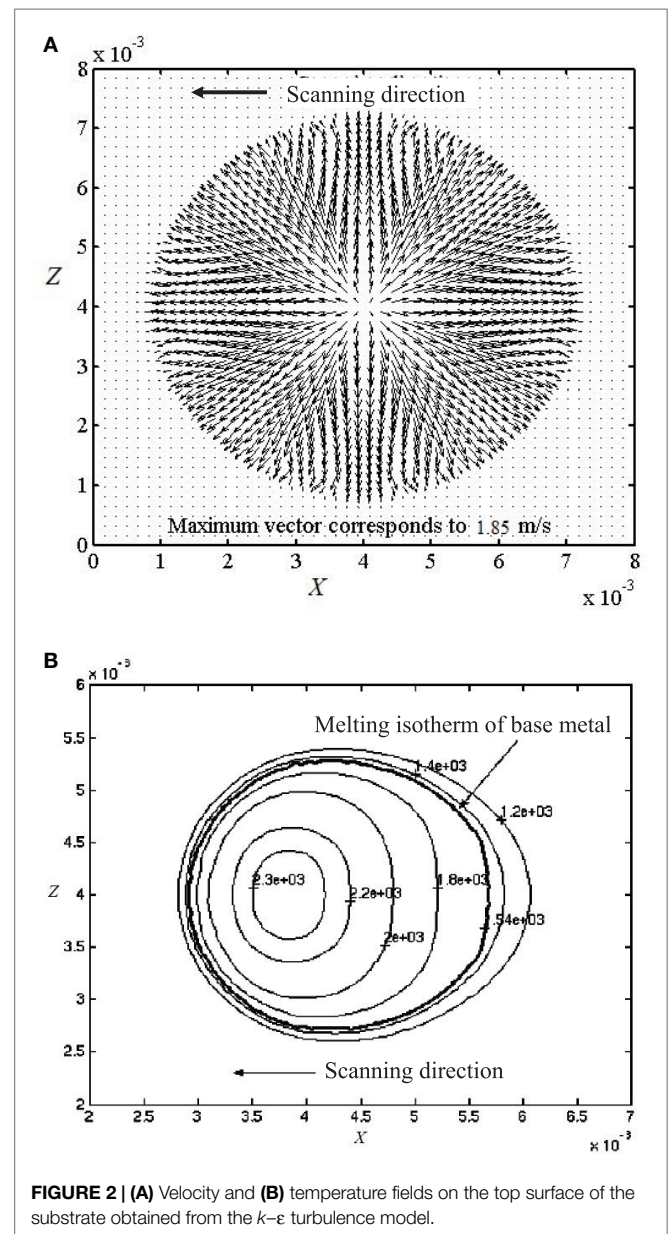 A
x 10⁻³
8
Scanning direction
7
6
5
Z
4
3
2
1
Maximum vector corresponds to 1.85 m/s
0
0 1 2 3 4 5 6 7 8
X
x 10⁻³
B
x 10⁻³
6
Melting isotherm of base metal
5.5
1.4e+03
5
1.2e+03
4.5
2.3e+03 2.2e+03 1.8e+03
Z 4
.54e+03
3.5
2e+03
3
2.5
Scanning direction
2
2 2.5 3 3.5 4 4.5 5 5.5 6 6.5 7
X
x 10⁻³
FIGURE 2 | (A) Velocity and (B) temperature fields on the top surface of the
substrate obtained from the k–ε turbulence model.